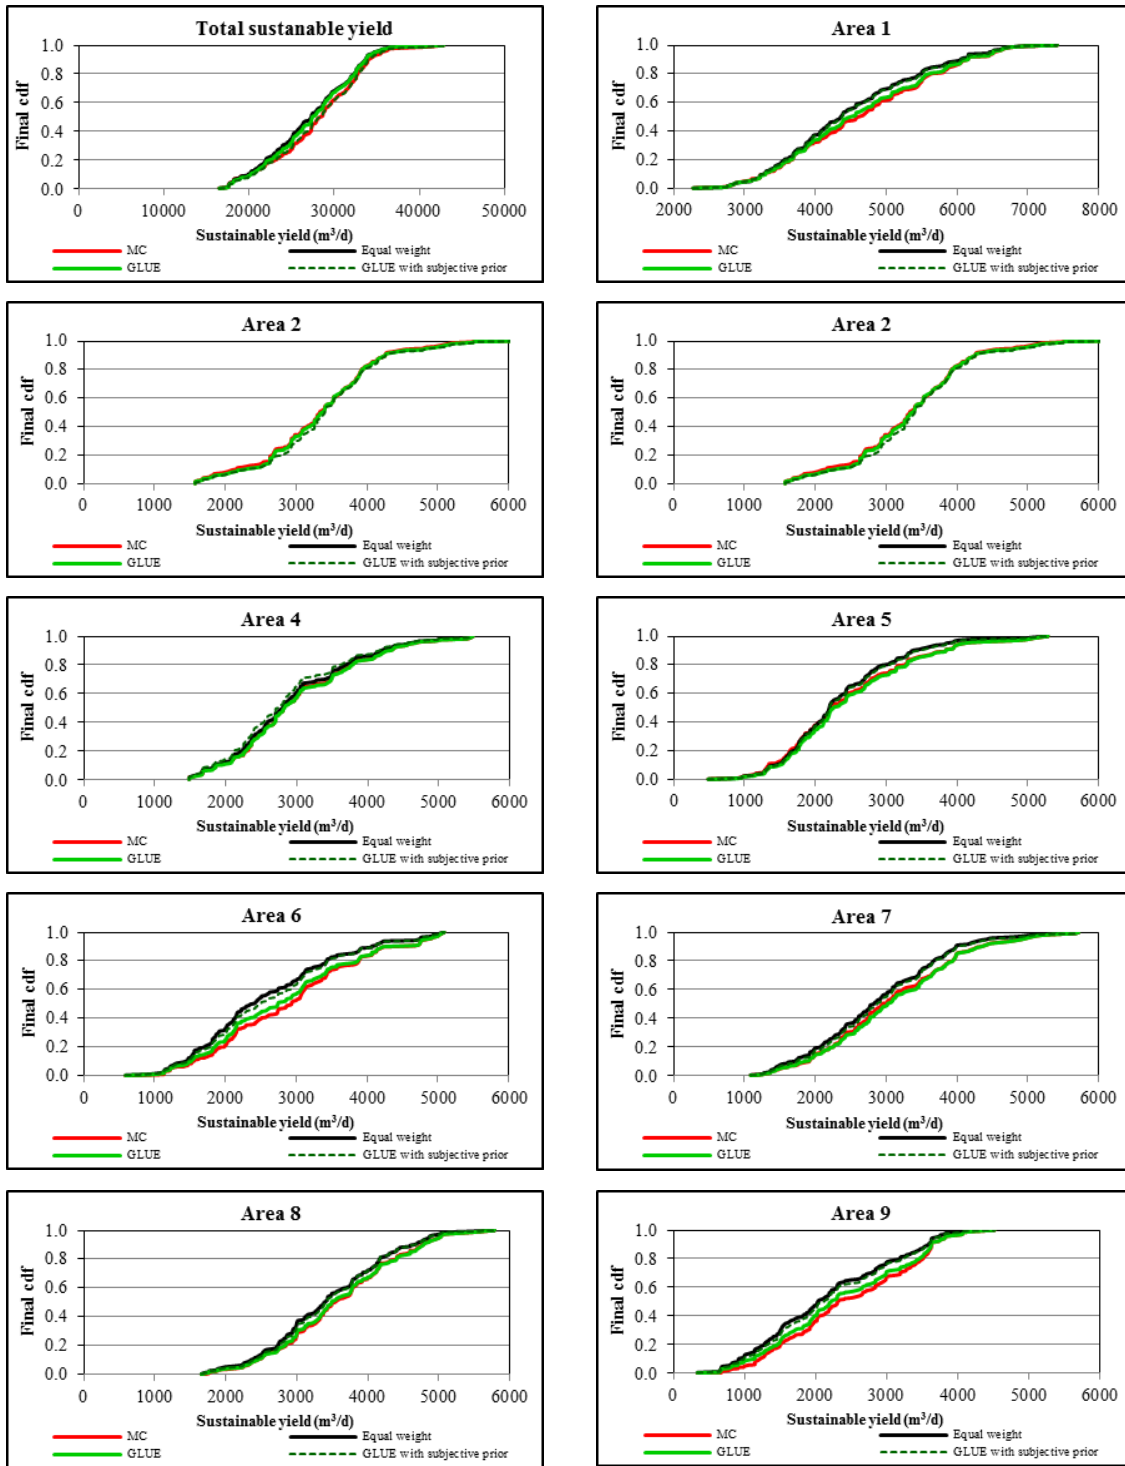 Total sustanable yield
Final cdf
1.0
0.8
0.6
0.4
0.2
0.0
0 10000 20000 30000 40000 50000
Sustainable yield (m³/d)
MC Equal weight
GLUE GLUE with subjective prior
Area 1
Final cdf
1.0
0.8
0.6
0.4
0.2
0.0
2000 3000 4000 5000 6000 7000 8000
Sustainable yield (m³/d)
MC Equal weight
GLUE GLUE with subjective prior
Area 2
Final cdf
1.0
0.8
0.6
0.4
0.2
0.0
0 1000 2000 3000 4000 5000 6000
Sustainable yield (m³/d)
MC Equal weight
GLUE GLUE with subjective prior
Area 2
Final cdf
1.0
0.8
0.6
0.4
0.2
0.0
0 1000 2000 3000 4000 5000 6000
Sustainable yield (m³/d)
MC Equal weight
GLUE GLUE with subjective prior
Area 4
Final cdf
1.0
0.8
0.6
0.4
0.2
0.0
0 1000 2000 3000 4000 5000 6000
Sustainable yield (m³/d)
MC Equal weight
GLUE GLUE with subjective prior
Area 5
Final cdf
1.0
0.8
0.6
0.4
0.2
0.0
0 1000 2000 3000 4000 5000 6000
Sustainable yield (m³/d)
MC Equal weight
GLUE GLUE with subjective prior
Area 6
Final cdf
1.0
0.8
0.6
0.4
0.2
0.0
0 1000 2000 3000 4000 5000 6000
Sustainable yield (m³/d)
MC Equal weight
GLUE GLUE with subjective prior
Area 7
Final cdf
1.0
0.8
0.6
0.4
0.2
0.0
0 1000 2000 3000 4000 5000 6000
Sustainable yield (m³/d)
MC Equal weight
GLUE GLUE with subjective prior
Area 8
Final cdf
1.0
0.8
0.6
0.4
0.2
0.0
0 1000 2000 3000 4000 5000 6000
Sustainable yield (m³/d)
MC Equal weight
GLUE GLUE with subjective prior
Area 9
Final cdf
1.0
0.8
0.6
0.4
0.2
0.0
0 1000 2000 3000 4000 5000 6000
Sustainable yield (m³/d)
MC Equal weight
GLUE GLUE with subjective prior